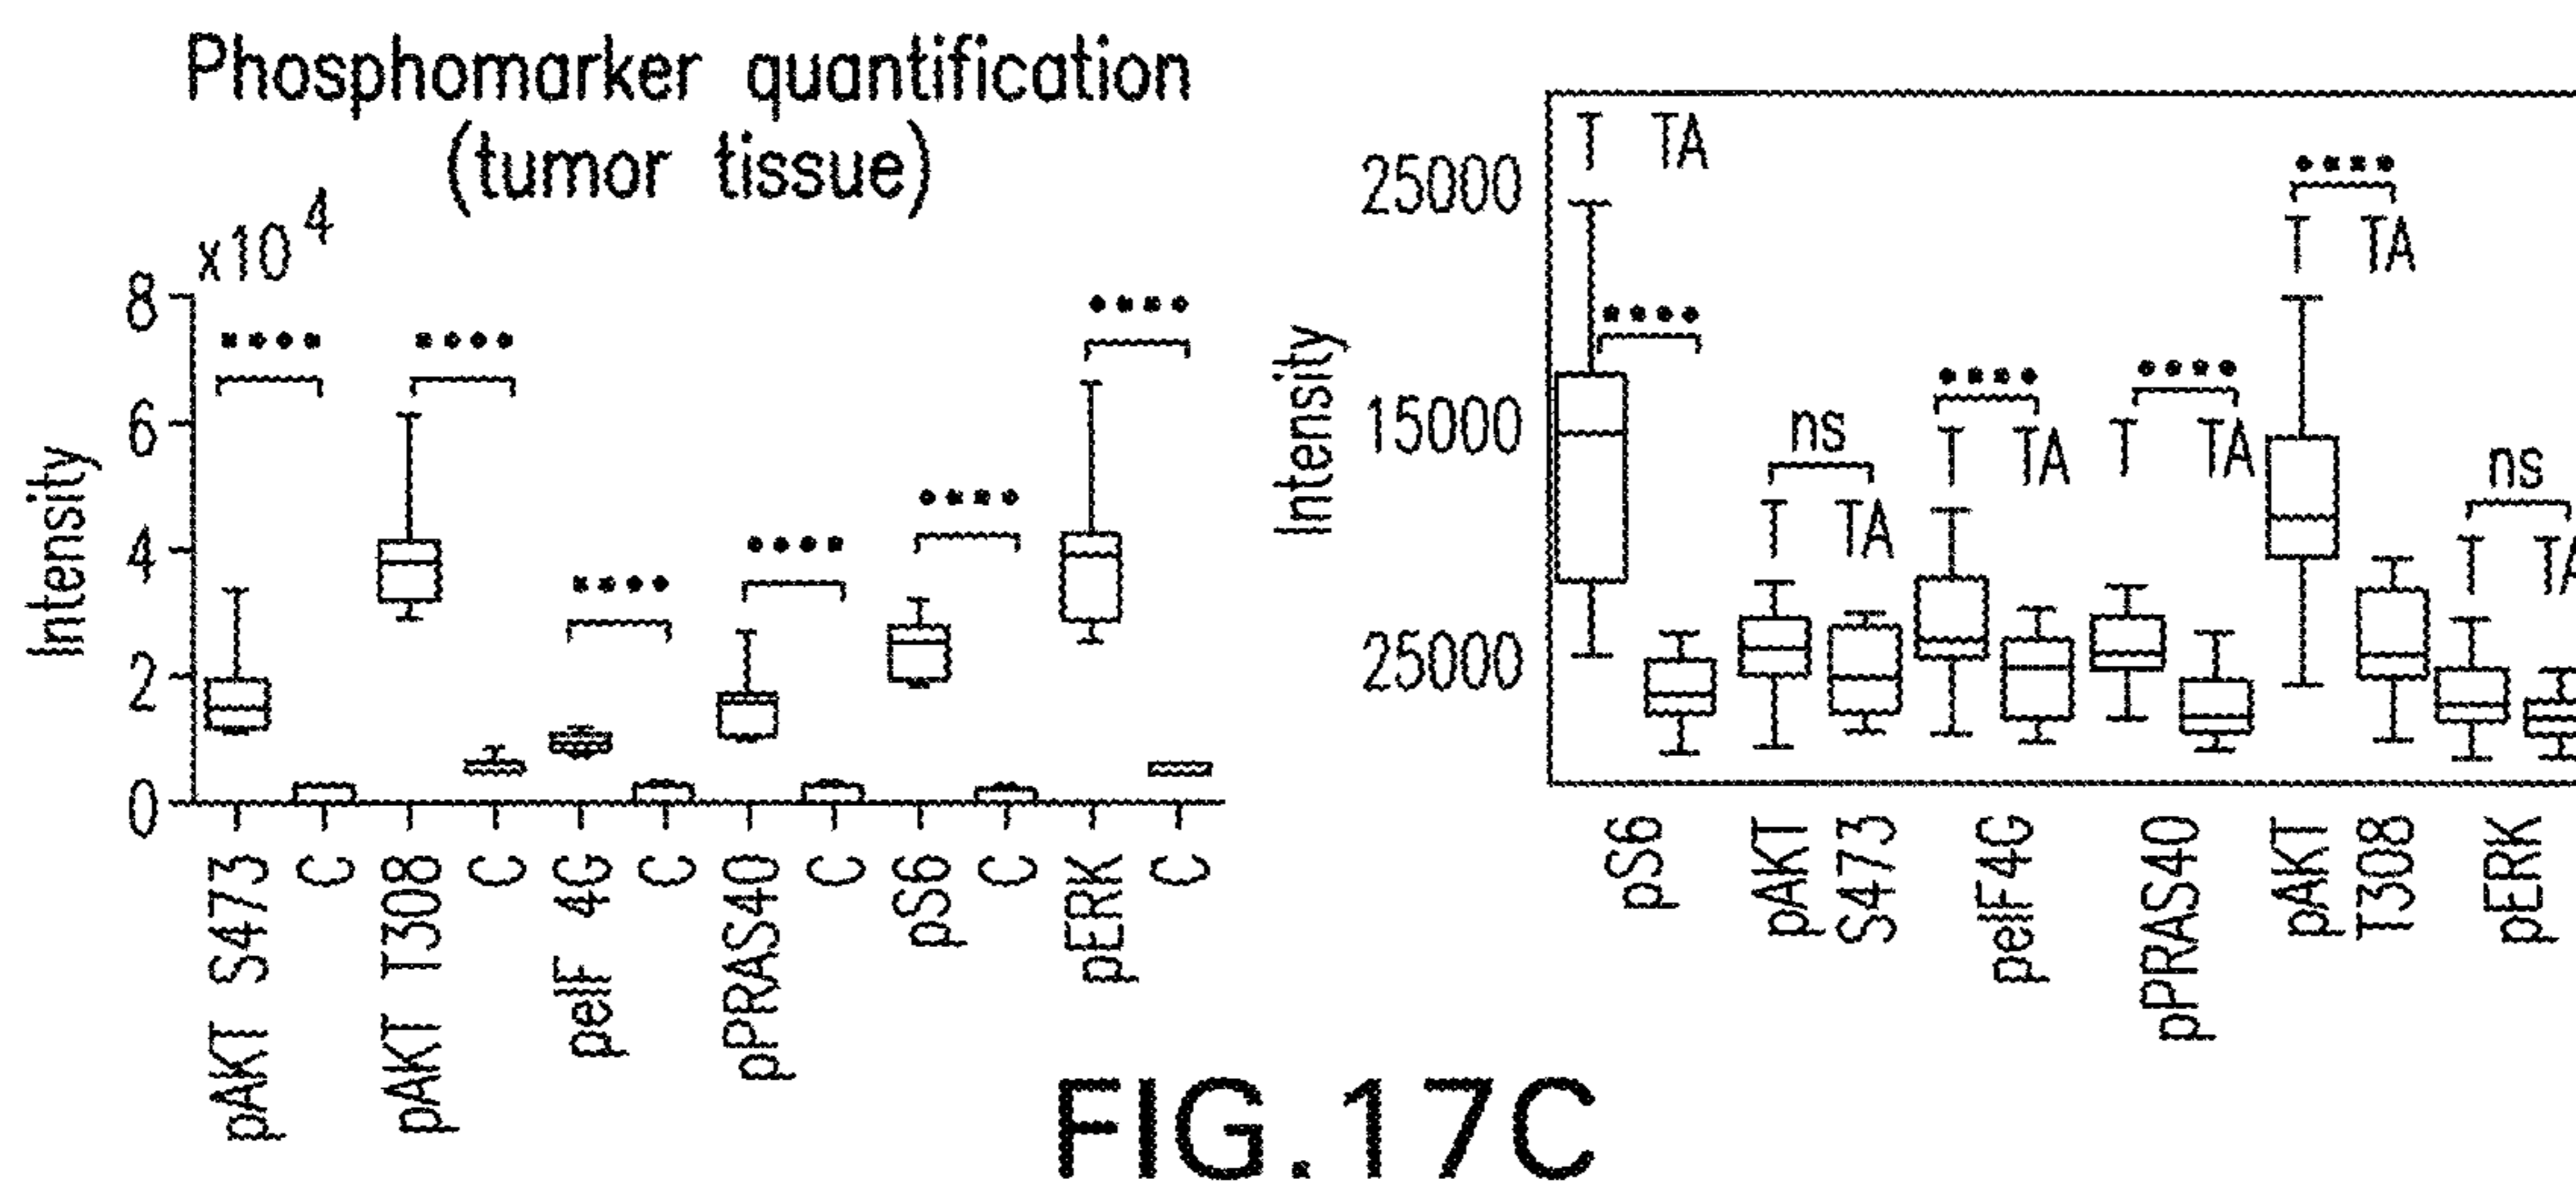 Phosphomarker quantification
(tumor tissue)
x10 4
8
6
4
2
0
Intensity
**** **** **** **** **** ****
pAKT S473
C
pAKT T308
C
peIF 4G
C
pPRAS40
C
pS6
C
pERK
C
25000
15000
25000
Intensity
T TA
****
ns
T TA
****
T TA
****
T TA
****
T TA
ns
T TA
pS6
pAKT
S473
peIF4G
pPRAS40
pAKT
T308
pERK
FIG.17C